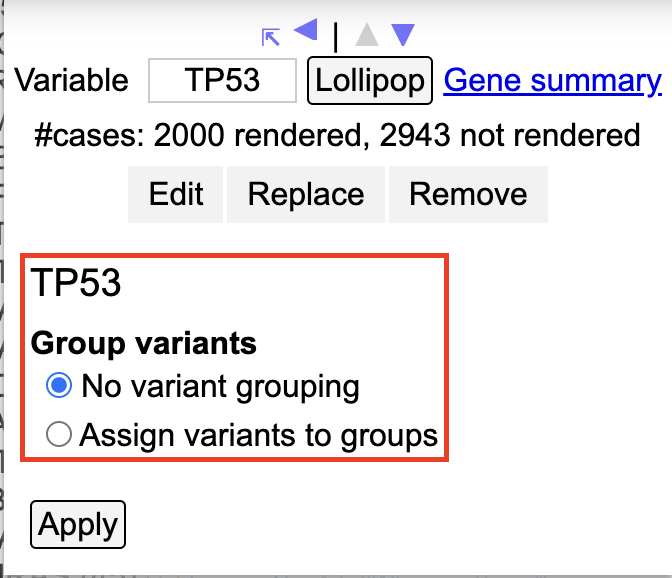 Variable TP53 Lollipop Gene summary
#cases: 2000 rendered, 2943 not rendered
Edit Replace Remove
TP53
Group variants
No variant grouping
Assign variants to groups
Apply